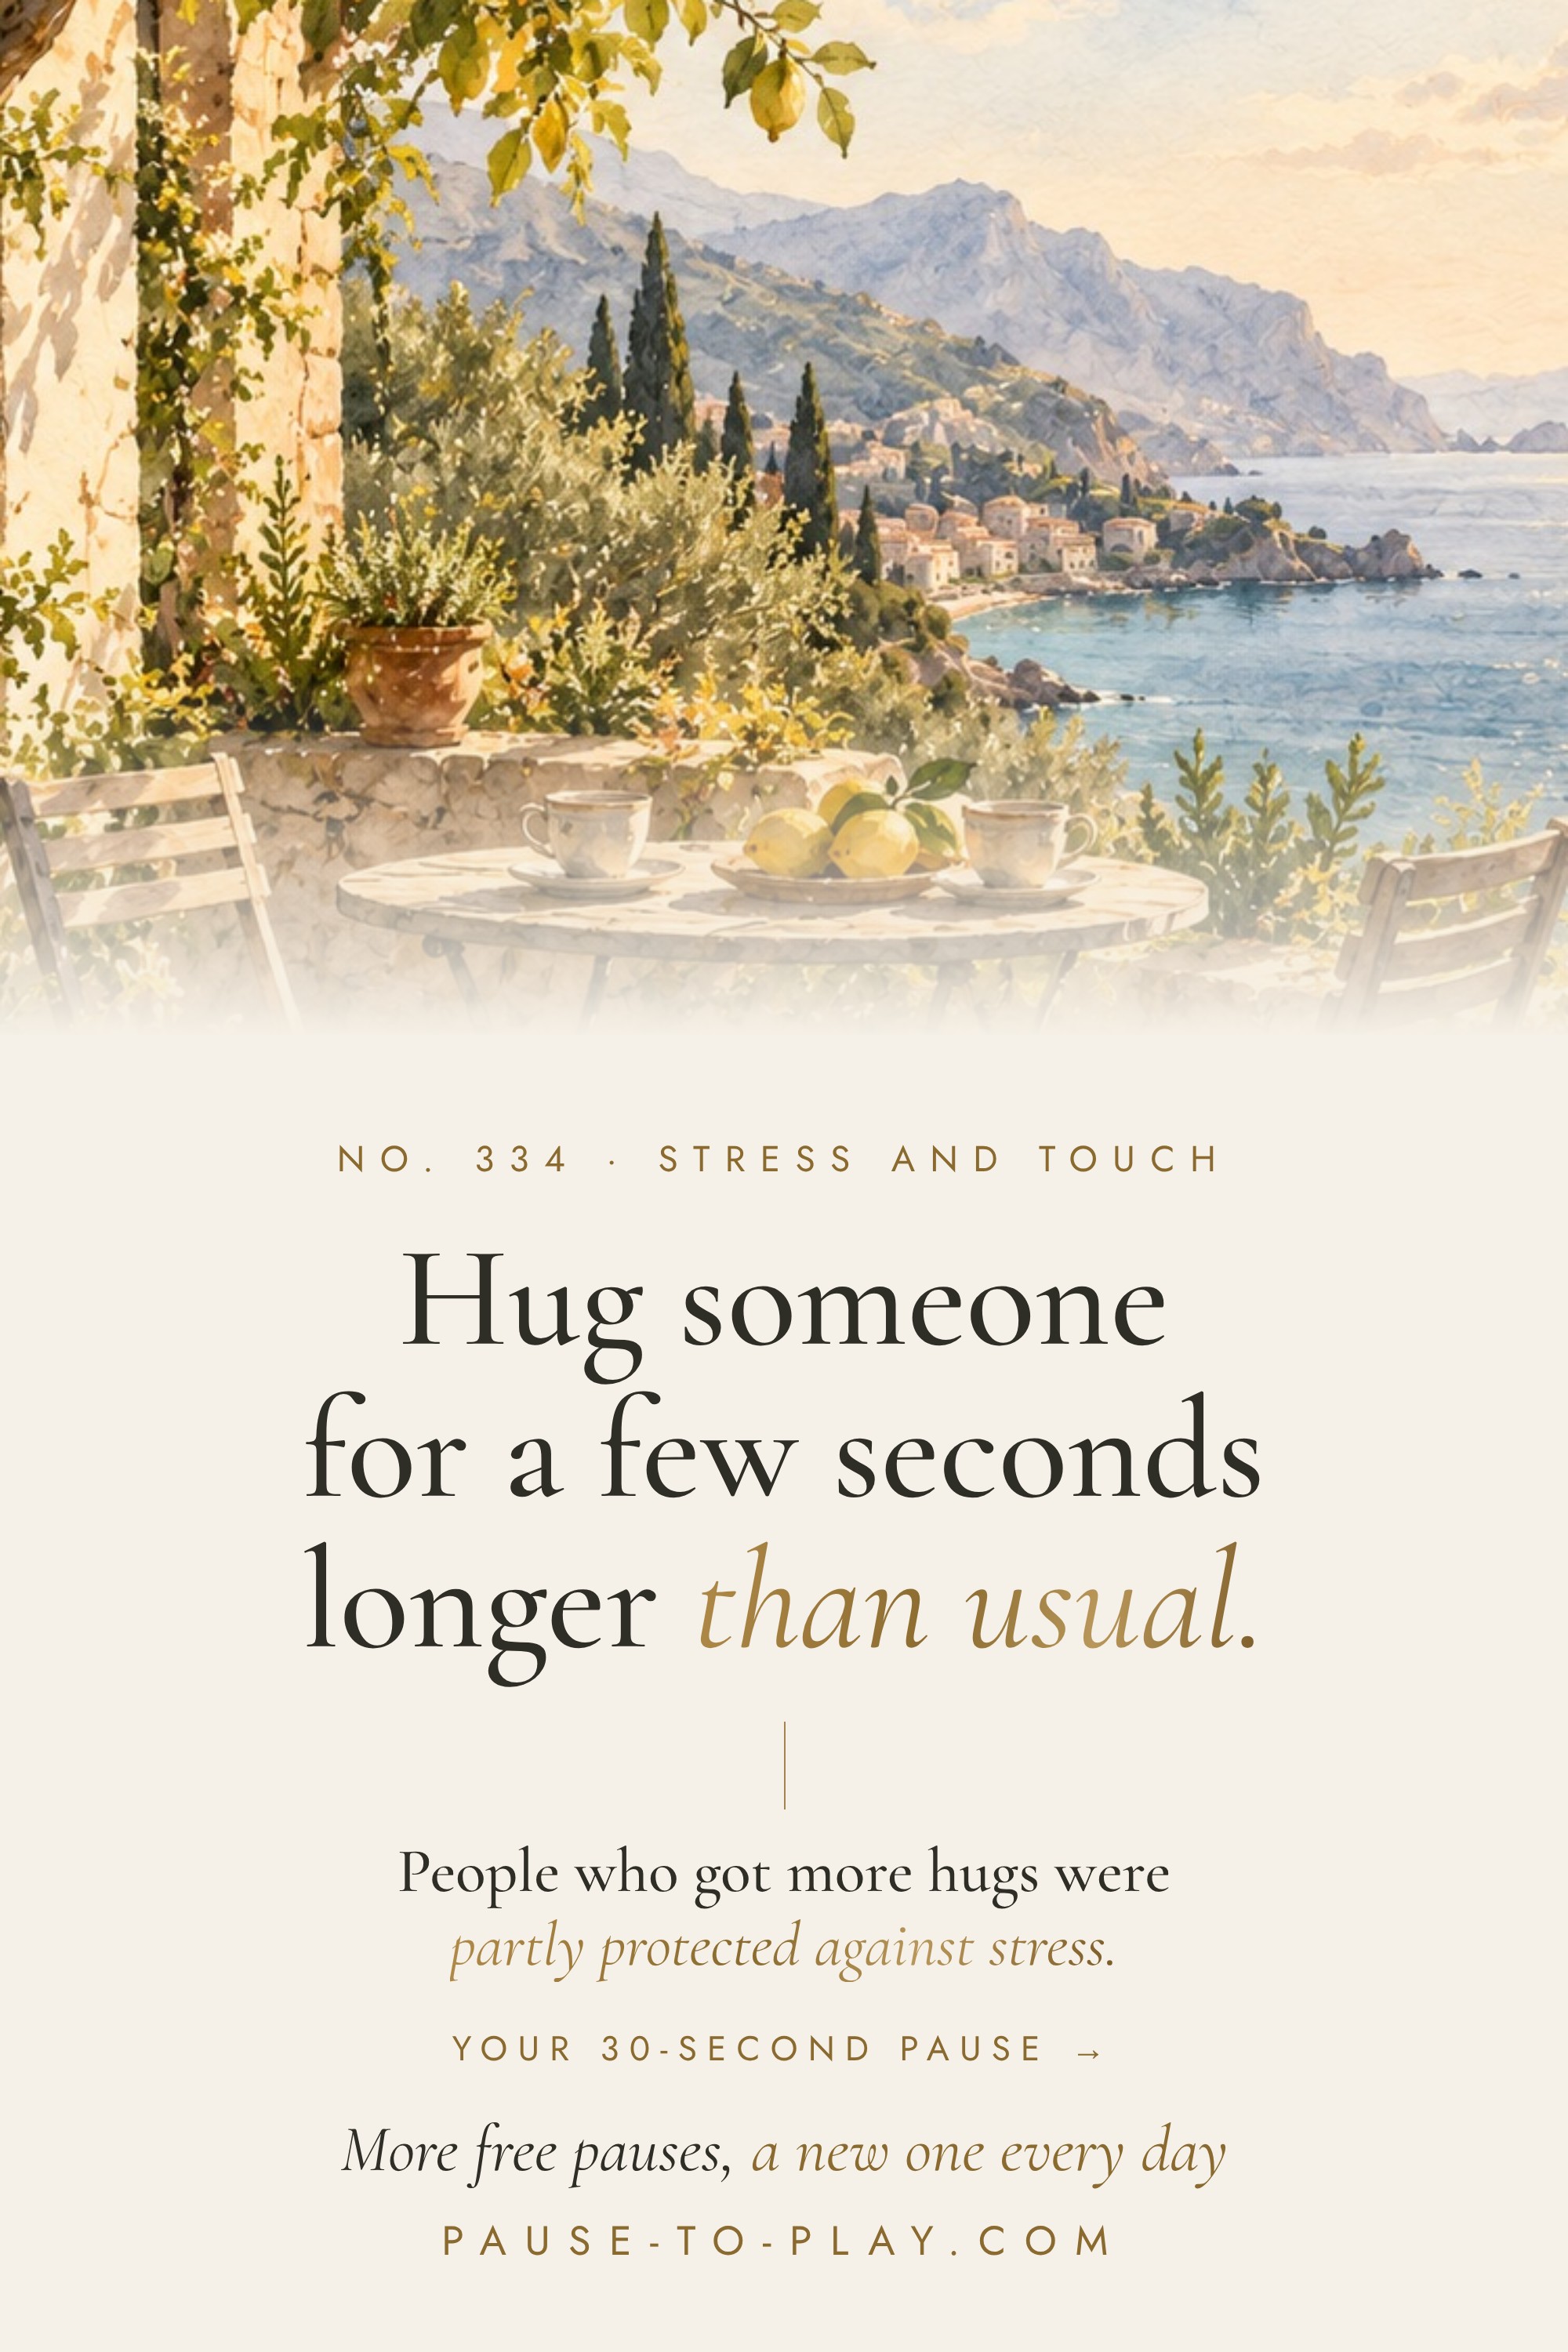 NO. 334 · STRESS AND TOUCH
Hug someone
for a few seconds
longer than usual.
People who got more hugs were
partly protected against stress.
YOUR 30-SECOND PAUSE →
More free pauses, a new one every day
PAUSE-TO-PLAY.COM